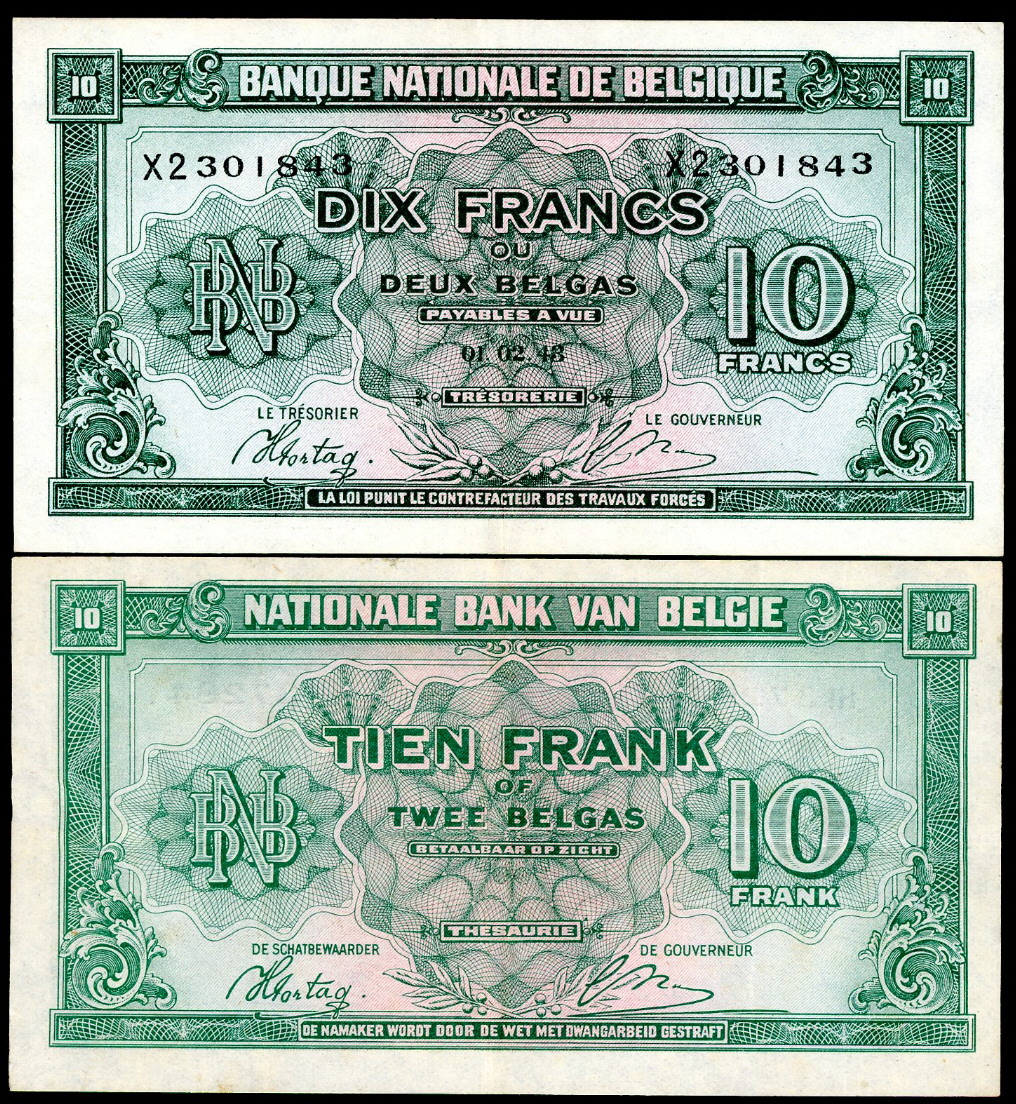 10 BANQUE NATIONALE DE BELGIQUE 10
X2301843 X2301843
DIX FRANCS
OU
DEUX BELGAS
PAYABLES A VUE
BNB
10
FRANCS
01.02.43
TRÉSORERIE
LE TRÉSORIER LE GOUVERNEUR
LA LOI PUNIT LE CONTREFACTEUR DES TRAVAUX FORCÉS
10 NATIONALE BANK VAN BELGIE 10
TIEN FRANK
OF
TWEE BELGAS
BETAALBAAR OP ZICHT
BNB
10
FRANK
THESAURIE
DE SCHATBEWAARDER DE GOUVERNEUR
DE NAMAKER WORDT DOOR DE WET MET DWANGARBEID GESTRAFT